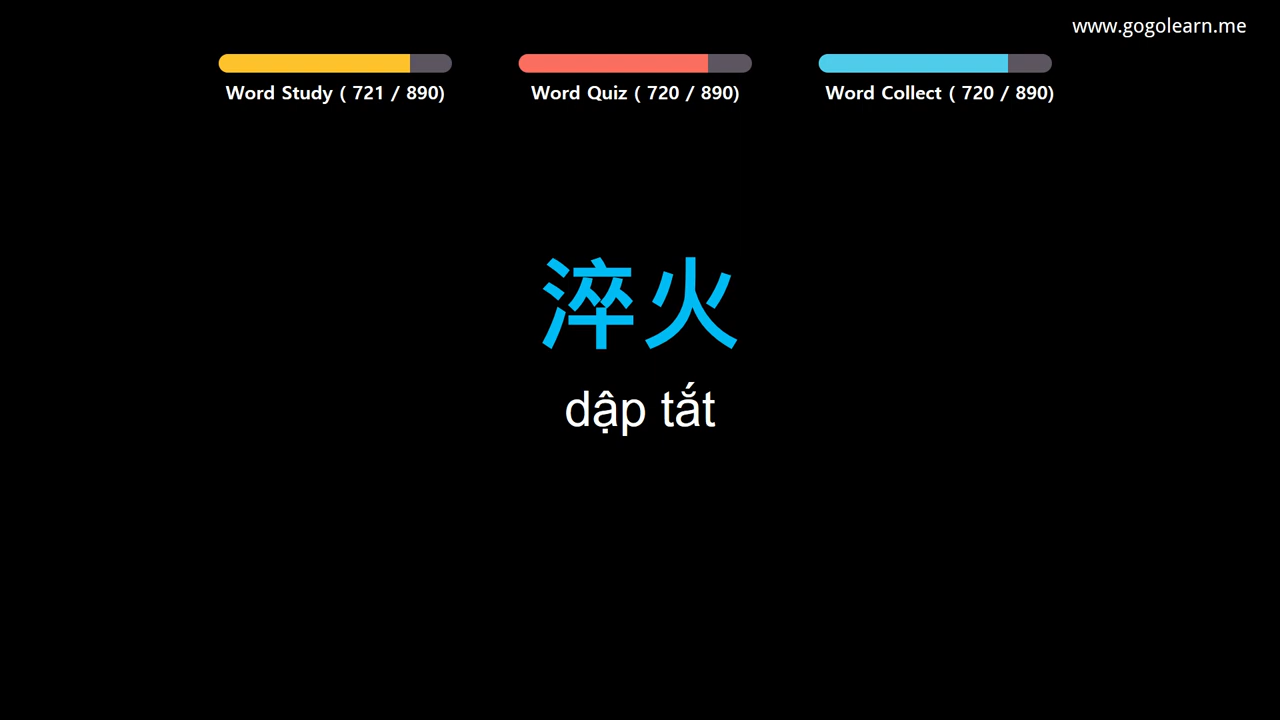 www.gogolearn.me
Word Study ( 721 / 890)
Word Quiz ( 720 / 890)
Word Collect ( 720 / 890)
淬火
dập tắt